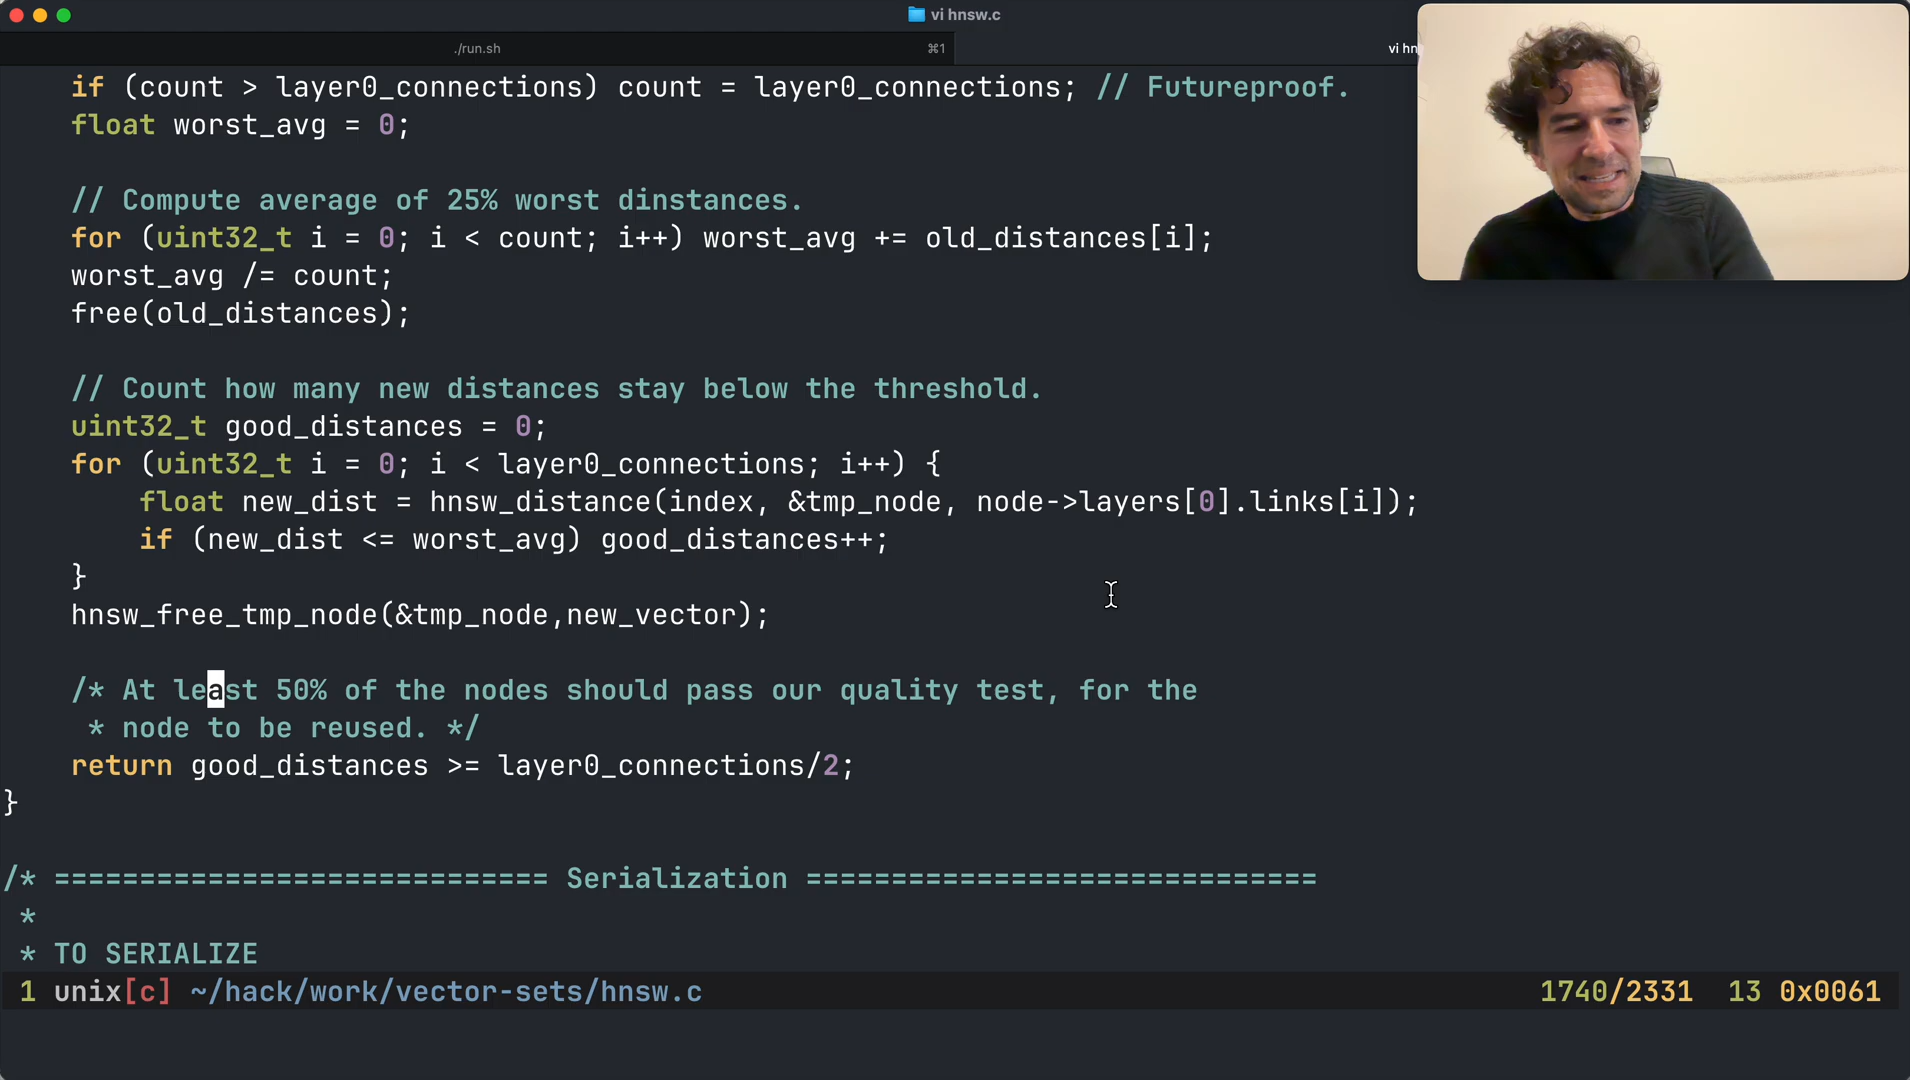 vi hnsw.c
./run.sh ⌘1 vi hn
if (count > layer0_connections) count = layer0_connections; // Futureproof.
float worst_avg = 0;
// Compute average of 25% worst dinstances.
for (uint32_t i = 0; i < count; i++) worst_avg += old_distances[i];
worst_avg /= count;
free(old_distances);
// Count how many new distances stay below the threshold.
uint32_t good_distances = 0;
for (uint32_t i = 0; i < layer0_connections; i++) {
float new_dist = hnsw_distance(index, &tmp_node, node->layers[0].links[i]);
if (new_dist <= worst_avg) good_distances++;
}
hnsw_free_tmp_node(&tmp_node,new_vector);
/* At least 50% of the nodes should pass our quality test, for the
* node to be reused. */
return good_distances >= layer0_connections/2;
}
/* ============================= Serialization ==============================
*
* TO SERIALIZE
1 unix[c] ~/hack/work/vector-sets/hnsw.c 1740/2331 13 0x0061